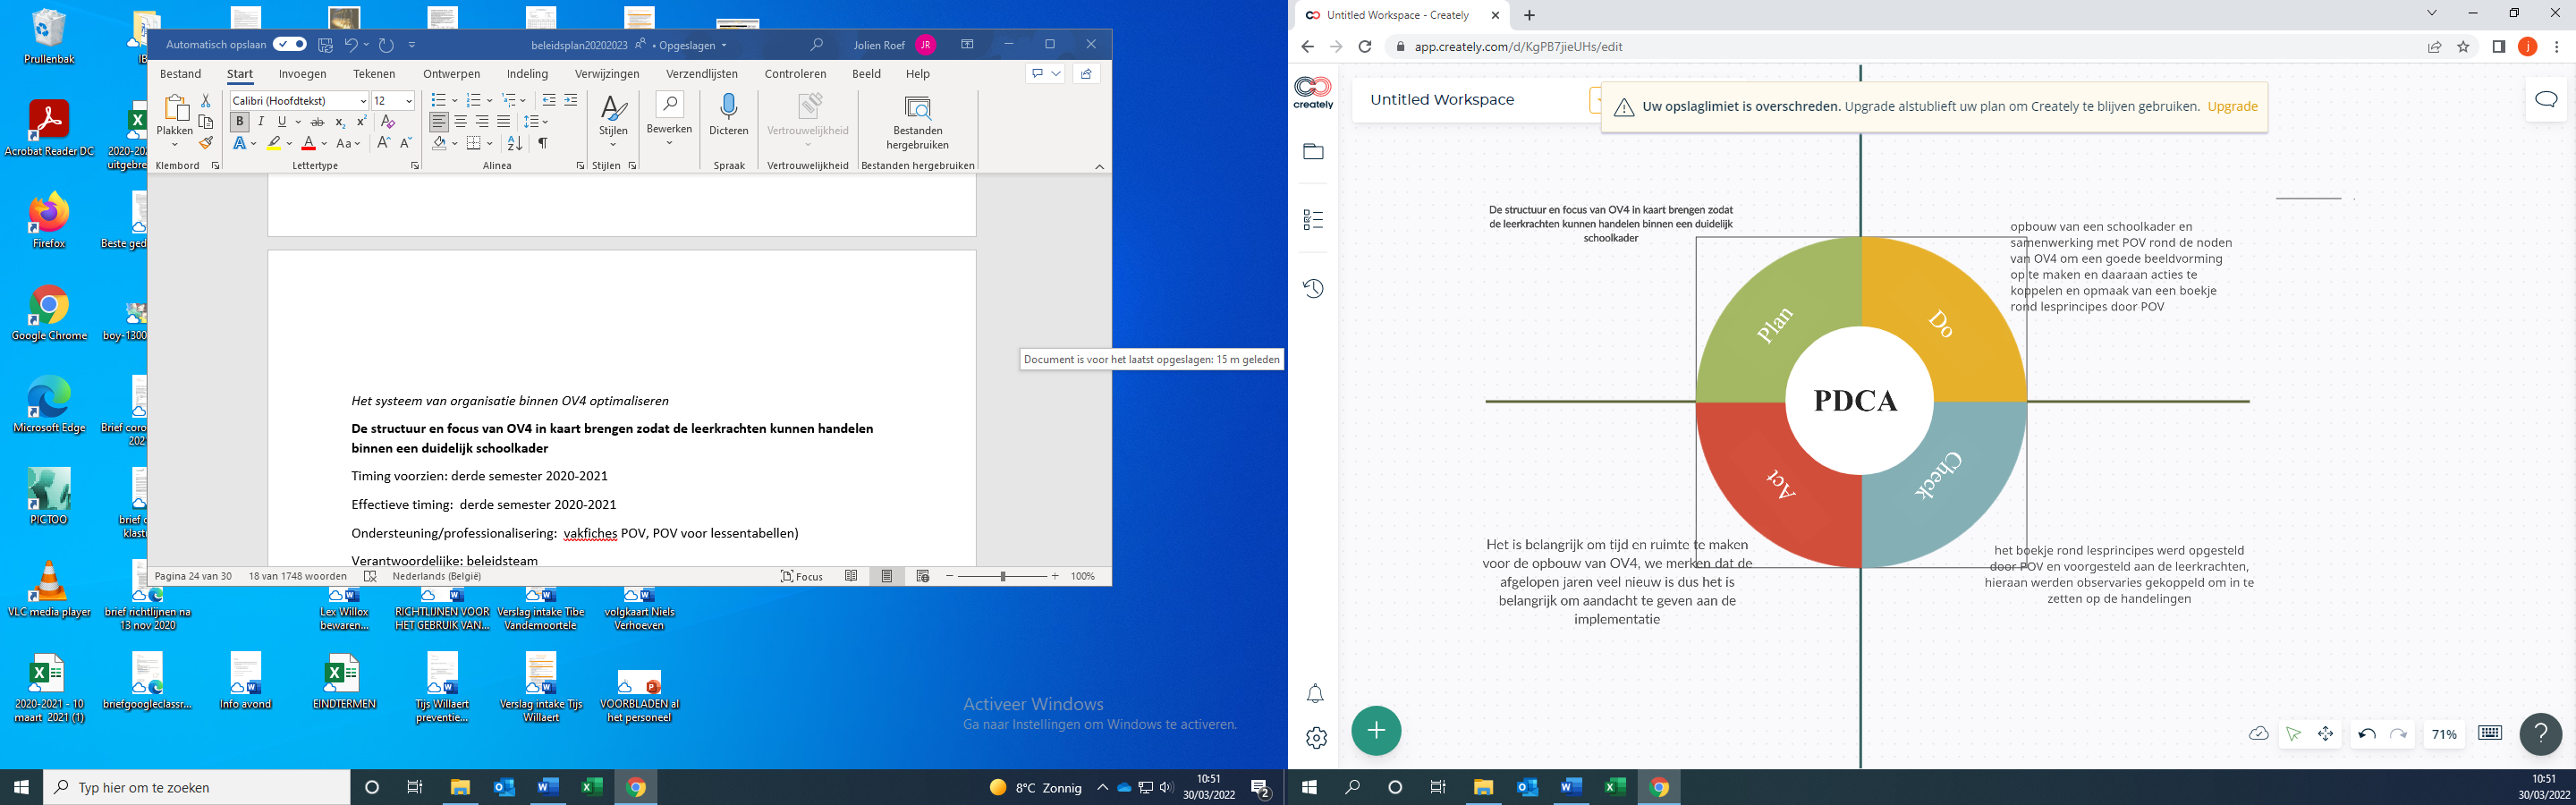 Prullenbak
Acrobat Reader DC
Firefox
Google Chrome
Microsoft Edge
PICTOO
VLC media player
2020-2021 - 10
maart 2021 (1)
uitgebre
Beste ged
boy-1300
Brief coro
klasti
brief richtlijnen na
13 nov 2020
briefgoogleclassr...
Info avond
EINDTERMEN
Lex Willox
bewaren...
RICHTLIJNEN VOOR
HET GEBRUIK VAN...
Verslag intake Tibe
Vandemoortele
volgkaart Niels
Verhoeven
Tijs Willaert
preventie...
Verslag intake Tijs
Willaert
VOORBLADEN al
het personeel
Automatisch opslaan
beleidsplan20202023 • Opgeslagen
Jolien Roef JR
Bestand Start Invoegen Tekenen Ontwerpen Indeling Verwijzingen Verzendlijsten Controleren Beeld Help
Calibri (Hoofdtekst) 12
Plakken
B I U ab x₂ x²
A A Aa A A
Stijlen
Bewerken
Dicteren
Vertrouwelijkheid
Bestanden
hergebruiken
Klembord Lettertype Alinea Stijlen Spraak Vertrouwelijkheid Bestanden hergebruiken
Het systeem van organisatie binnen OV4 optimaliseren
De structuur en focus van OV4 in kaart brengen zodat de leerkrachten kunnen handelen
binnen een duidelijk schoolkader
Timing voorzien: derde semester 2020-2021
Effectieve timing:  derde semester 2020-2021
Ondersteuning/professionalisering:  vakfiches POV, POV voor lessentabellen)
Verantwoordelijke: beleidsteam
Document is voor het laatst opgeslagen: 15 m geleden
Pagina 24 van 30 18 van 1748 woorden Nederlands (België) Focus 100%
Activeer Windows
Ga naar Instellingen om Windows te activeren.
Typ hier om te zoeken
8°C Zonnig
10:51
30/03/2022
2
Untitled Workspace - Creately
app.creately.com/d/KgPB7jieUHs/edit
j
creately
Untitled Workspace
Uw opslaglimiet is overschreden. Upgrade alstublieft uw plan om Creately te blijven gebruiken. Upgrade
De structuur en focus van OV4 in kaart brengen zodat
de leerkrachten kunnen handelen binnen een duidelijk
schoolkader
opbouw van een schoolkader en
samenwerking met POV rond de noden
van OV4 om een goede beeldvorming
op te maken en daaraan acties te
koppelen en opmaak van een boekje
rond lesprincipes door POV
Plan
Do
PDCA
Act
Check
Het is belangrijk om tijd en ruimte te maken
voor de opbouw van OV4, we merken dat de
afgelopen jaren veel nieuw is dus het is
belangrijk om aandacht te geven aan de
implementatie
het boekje rond lesprincipes werd opgesteld
door POV en voorgesteld aan de leerkrachten,
hieraan werden observaries gekoppeld om in te
zetten op de handelingen
71%
?
10:51
30/03/2022